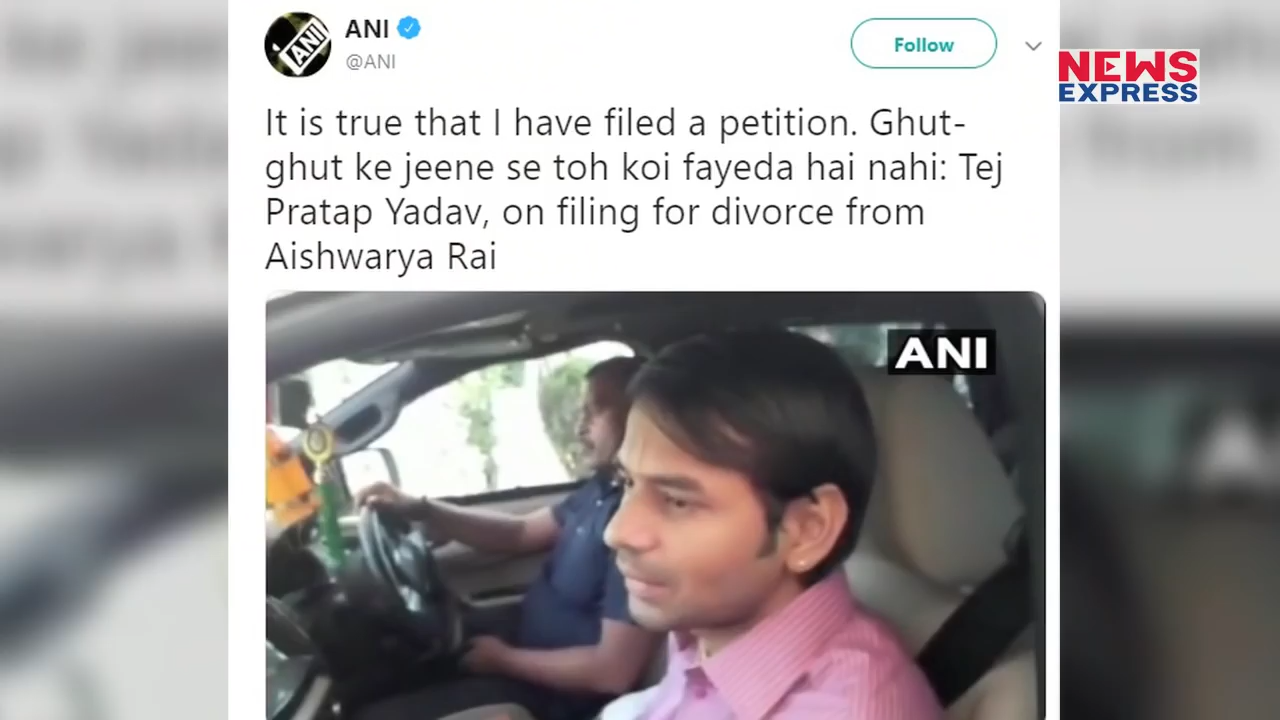 ANI
@ANI
Follow
NEWS
EXPRESS
It is true that I have filed a petition. Ghut-
ghut ke jeene se toh koi fayeda hai nahi: Tej
Pratap Yadav, on filing for divorce from
Aishwarya Rai
ANI